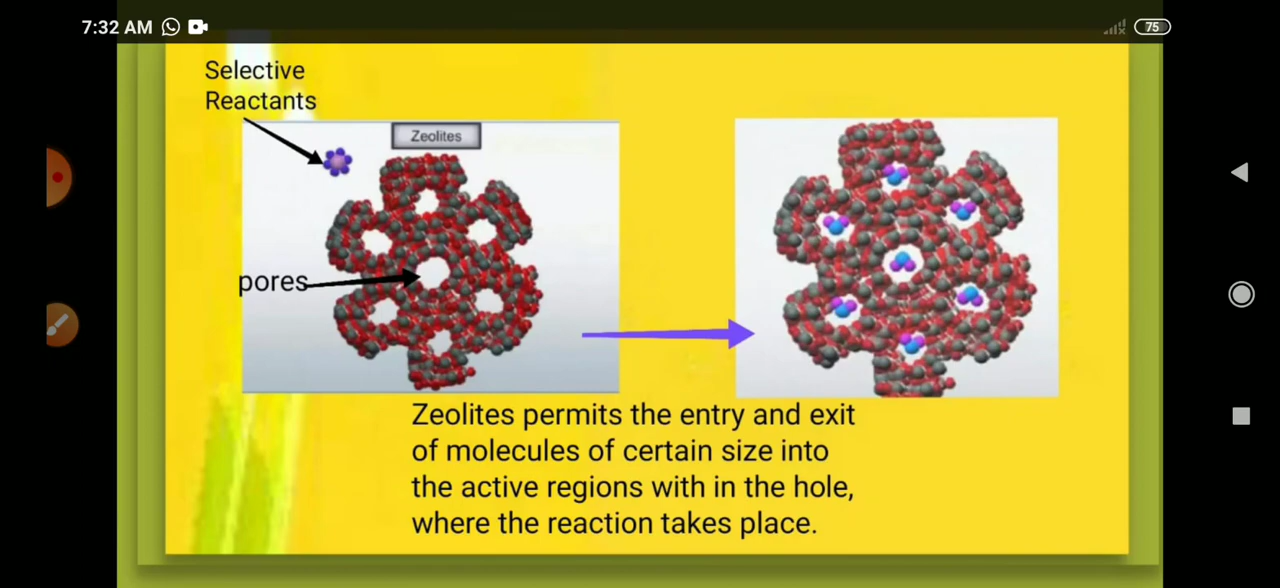 7:32 AM
75
Selective
Reactants
Zeolites
pores
Zeolites permits the entry and exit
of molecules of certain size into
the active regions with in the hole,
where the reaction takes place.